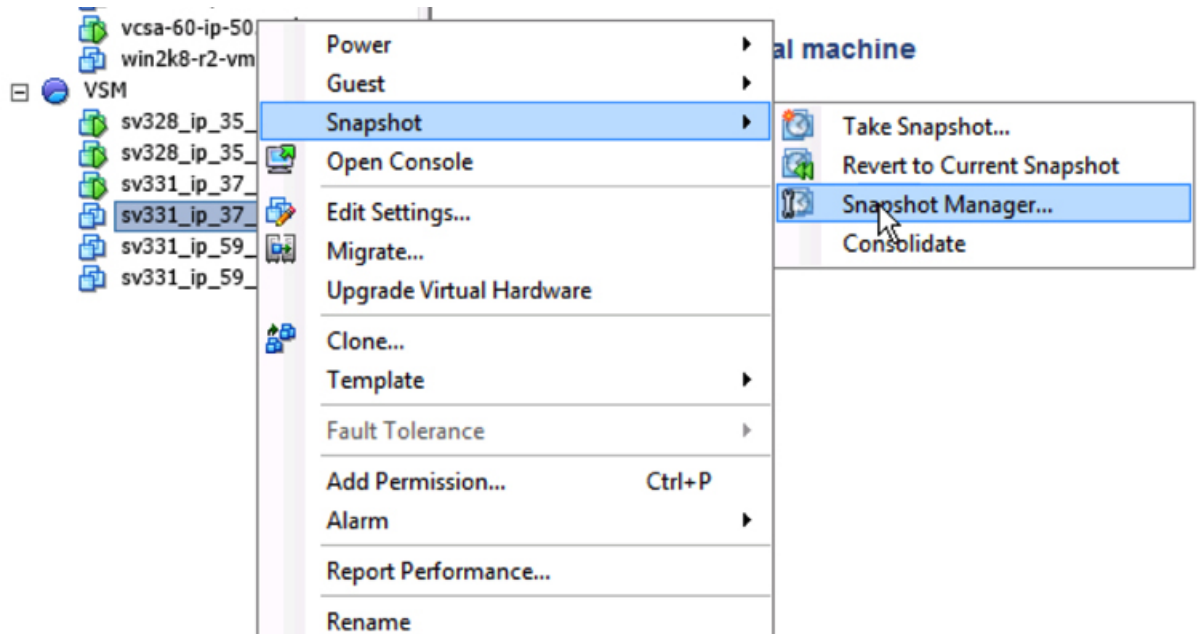 vcsa-60-ip-50
win2k8-r2-vm
VSM
sv328_ip_35_
sv328_ip_35_
sv331_ip_37_
sv331_ip_37_
sv331_ip_59_
sv331_ip_59_
Power
Guest
Snapshot
Open Console
Edit Settings...
Migrate...
Upgrade Virtual Hardware
Clone...
Template
Fault Tolerance
Add Permission... Ctrl+P
Alarm
Report Performance...
Rename
al machine
Take Snapshot...
Revert to Current Snapshot
Snapshot Manager...
Consolidate